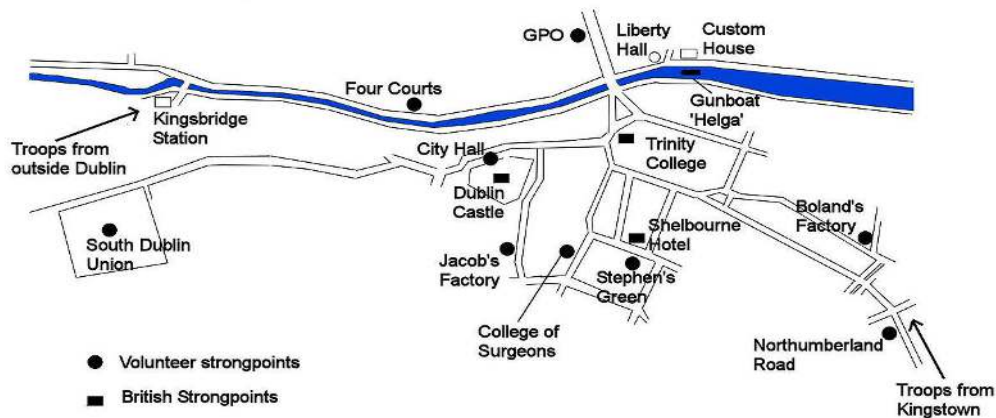 GPO
Liberty
Hall
Custom
House
Four Courts
Gunboat
'Helga'
Kingsbridge
Station
Troops from
outside Dublin
City Hall
Trinity
College
Dublin
Castle
South Dublin
Union
Jacob's
Factory
Shelbourne
Hotel
Stephen's
Green
Boland's
Factory
College of
Surgeons
Northumberland
Road
Troops from
Kingstown
Volunteer strongpoints
British Strongpoints